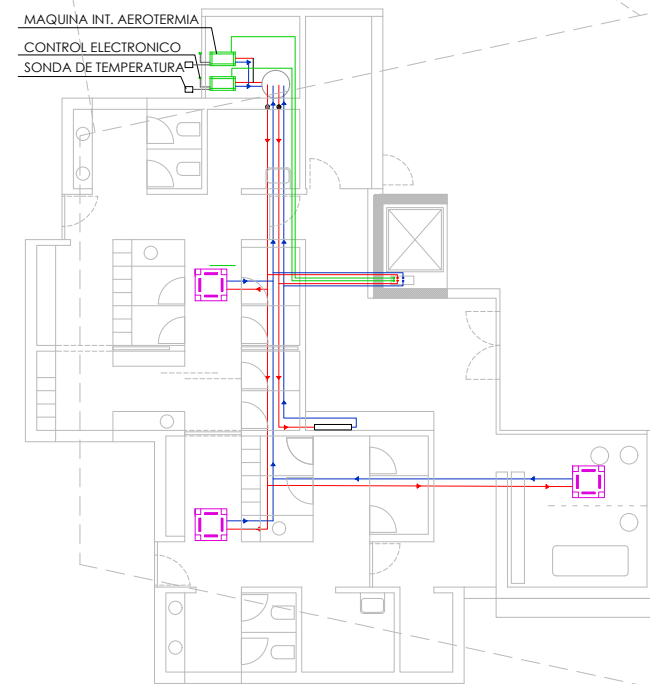 MAQUINA INT. AEROTERMIA
CONTROL ELECTRONICO
SONDA DE TEMPERATURA